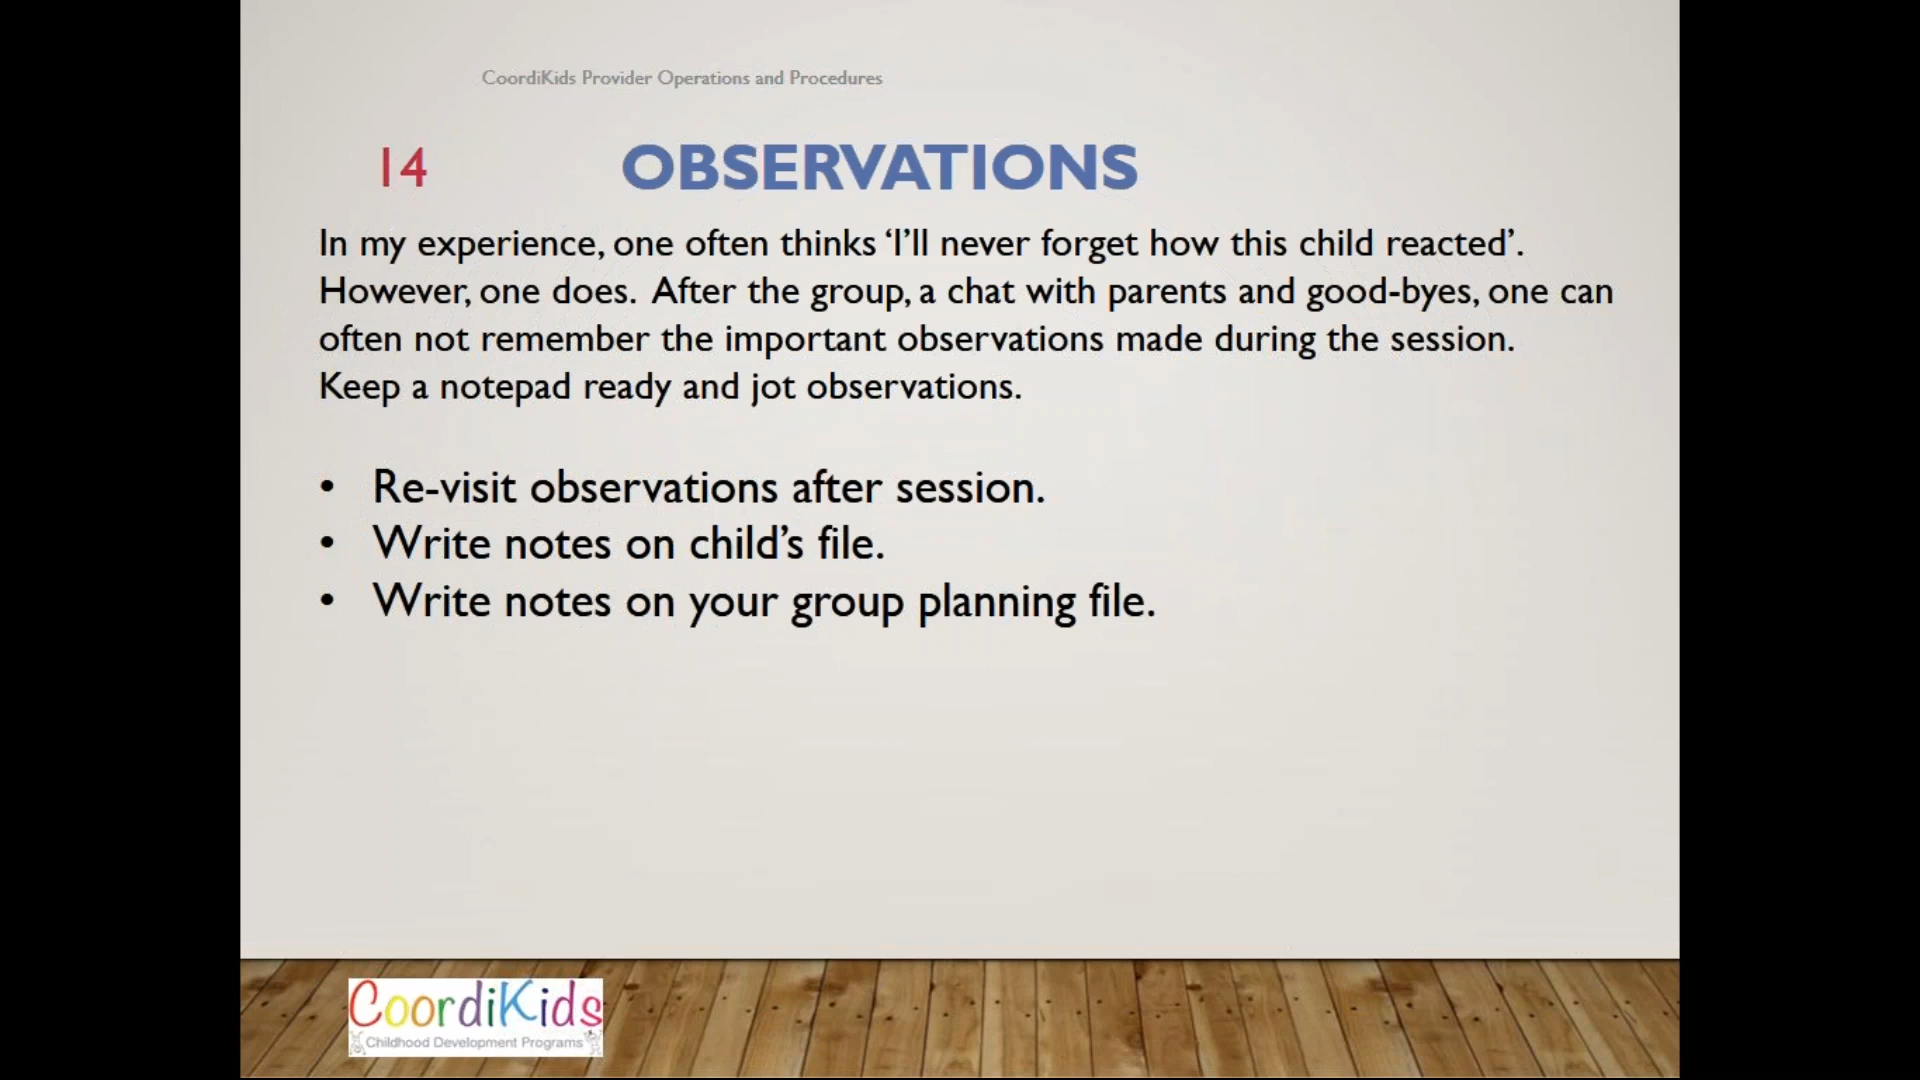 CoordiKids Provider Operations and Procedures
14
OBSERVATIONS
In my experience, one often thinks ‘I’ll never forget how this child reacted’.
However, one does.  After the group, a chat with parents and good-byes, one can
often not remember the important observations made during the session.
Keep a notepad ready and jot observations.
• Re-visit observations after session.
• Write notes on child’s file.
• Write notes on your group planning file.
CoordiKids
Childhood Development Programs